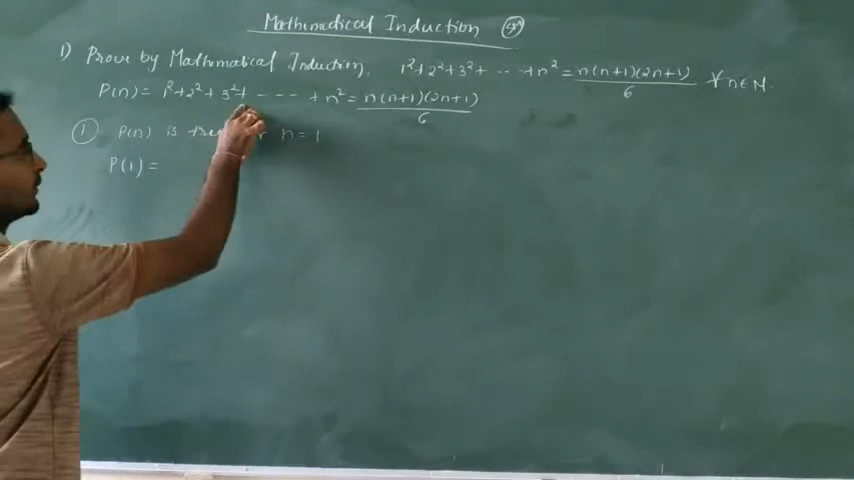 Mathematical Induction
1) Prove by Mathematical Induction, 1²+2²+3²+ -- +n² = n(n+1)(2n+1)/6 ∀ n ∈ N.
P(n) = 1²+2²+3²+ - - - - +n² = n(n+1)(2n+1)/6
① P(n) is n = 1
P(1) =